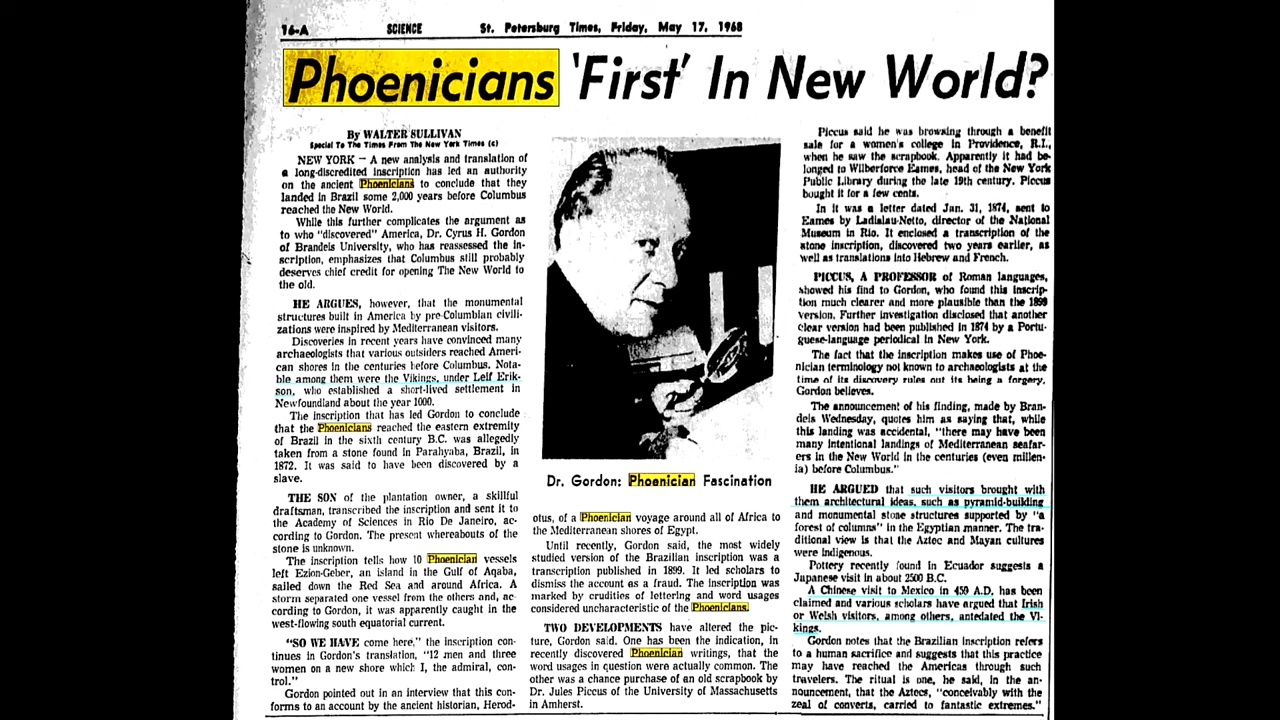 16-A SCIENCE St. Petersburg Times, Friday, May 17, 1968
Phoenicians 'First' In New World?
By WALTER SULLIVAN
Special To The Times From The New York Times (c)
NEW YORK — A new analysis and translation of
a long-discredited inscription has led an authority
on the ancient Phoenicians to conclude that they
landed in Brazil some 2,000 years before Columbus
reached the New World.
While this further complicates the argument as
to who "discovered" America, Dr. Cyrus H. Gordon
of Brandeis University, who has reassessed the in-
scription, emphasizes that Columbus still probably
deserves chief credit for opening The New World to
the old.
HE ARGUES, however, that the monumental
structures built in America by pre-Columbian civili-
zations were inspired by Mediterranean visitors.
Discoveries in recent years have convinced many
archaeologists that various outsiders reached Ameri-
can shores in the centuries before Columbus. Nota-
ble among them were the Vikings, under Leif Erik-
son, who established a short-lived settlement in
Newfoundland about the year 1000.
The inscription that has led Gordon to conclude
that the Phoenicians reached the eastern extremity
of Brazil in the sixth century B.C. was allegedly
taken from a stone found in Parahyaba, Brazil, in
1872. It was said to have been discovered by a
slave.
THE SON of the plantation owner, a skillful
draftsman, transcribed the inscription and sent it to
the Academy of Sciences in Rio De Janeiro, ac-
cording to Gordon. The present whereabouts of the
stone is unknown.
The inscription tells how 10 Phoenician vessels
left Ezion-Geber, an island in the Gulf of Aqaba,
sailed down the Red Sea and around Africa. A
storm separated one vessel from the others and, ac-
cording to Gordon, it was apparently caught in the
west-flowing south equatorial current.
"SO WE HAVE come here," the inscription con-
tinues in Gordon's translation, "12 men and three
women on a new shore which I, the admiral, con-
trol."
Gordon pointed out in an interview that this con-
forms to an account by the ancient historian, Herod-
Dr. Gordon: Phoenician Fascination
otus, of a Phoenician voyage around all of Africa to
the Mediterranean shores of Egypt.
Until recently, Gordon said, the most widely
studied version of the Brazilian inscription was a
transcription published in 1899. It led scholars to
dismiss the account as a fraud. The inscription was
marked by crudities of lettering and word usages
considered uncharacteristic of the Phoenicians.
TWO DEVELOPMENTS have altered the pic-
ture, Gordon said. One has been the indication, in
recently discovered Phoenician writings, that the
word usages in question were actually common. The
other was a chance purchase of an old scrapbook by
Dr. Jules Piccus of the University of Massachusetts
in Amherst.
Piccus said he was browsing through a benefit
sale for a women's college in Providence, R.I.,
when he saw the scrapbook. Apparently it had be-
longed to Wilberforce Eames, head of the New York
Public Library during the late 19th century. Piccus
bought it for a few cents.
In it was a letter dated Jan. 31, 1874, sent to
Eames by Ladislau-Netto, director of the National
Museum in Rio. It enclosed a transcription of the
stone inscription, discovered two years earlier, as
well as translations into Hebrew and French.
PICCUS, A PROFESSOR of Roman languages,
showed his find to Gordon, who found this inscrip-
tion much clearer and more plausible than the 1899
version. Further investigation disclosed that another
clear version had been published in 1874 by a Portu-
guese-language periodical in New York.
The fact that the inscription makes use of Phoe-
nician terminology not known to archaeologists at the
time of its discovery rules out its being a forgery,
Gordon believes.
The announcement of his finding, made by Bran-
deis Wednesday, quotes him as saying that, while
this landing was accidental, "there may have been
many intentional landings of Mediterranean seafar-
ers in the New World in the centuries (even millen-
ia) before Columbus."
HE ARGUED that such visitors brought with
them architectural ideas, such as pyramid-building
and monumental stone structures supported by "a
forest of columns" in the Egyptian manner. The tra-
ditional view is that the Aztec and Mayan cultures
were indigenous.
Pottery recently found in Ecuador suggests a
Japanese visit in about 2500 B.C.
A Chinese visit to Mexico in 459 A.D. has been
claimed and various scholars have argued that Irish
or Welsh visitors, among others, antedated the Vi-
kings.
Gordon notes that the Brazilian inscription refers
to a human sacrifice and suggests that this practice
may have reached the Americas through such
travelers. The ritual is one, he said, in the an-
nouncement, that the Aztecs, "conceivably with the
zeal of converts, carried to fantastic extremes."